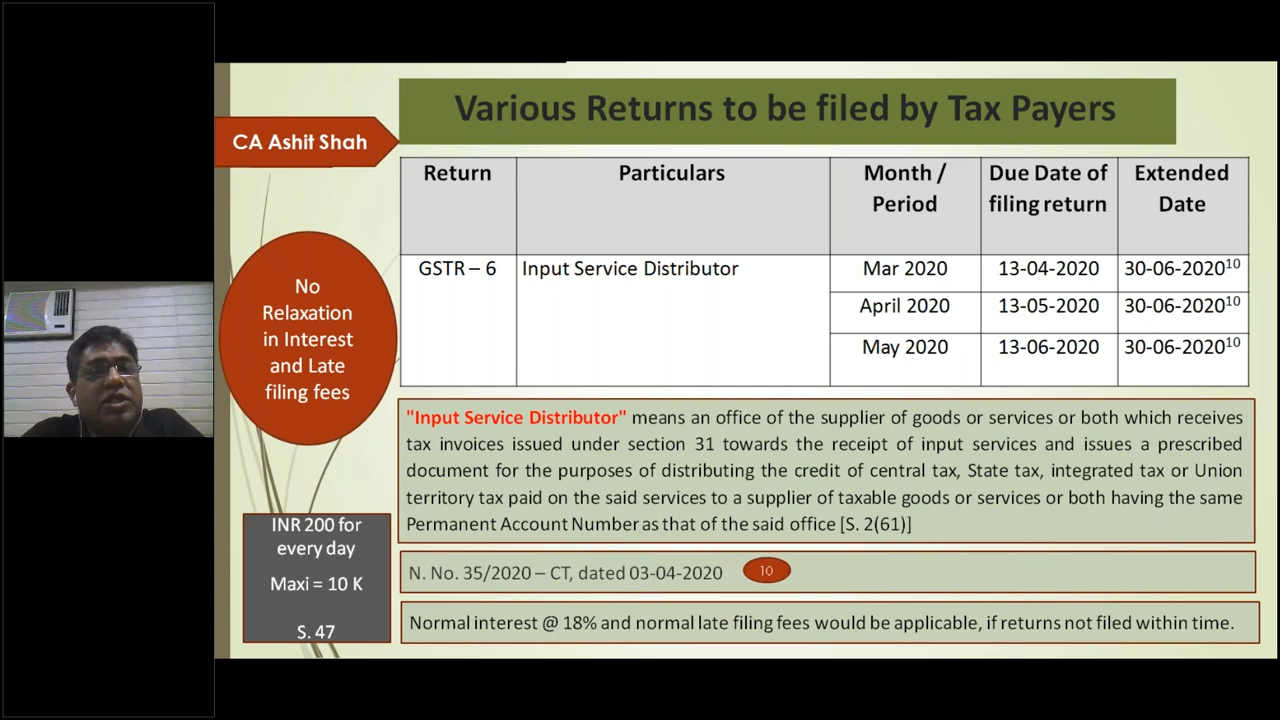 Various Returns to be filed by Tax Payers
CA Ashit Shah
Return Particulars Month / Period Due Date of filing return Extended Date
GSTR – 6 Input Service Distributor Mar 2020 13-04-2020 30-06-2020¹⁰
April 2020 13-05-2020 30-06-2020¹⁰
May 2020 13-06-2020 30-06-2020¹⁰
No
Relaxation
in Interest
and Late
filing fees
"Input Service Distributor" means an office of the supplier of goods or services or both which receives
tax invoices issued under section 31 towards the receipt of input services and issues a prescribed
document for the purposes of distributing the credit of central tax, State tax, integrated tax or Union
territory tax paid on the said services to a supplier of taxable goods or services or both having the same
Permanent Account Number as that of the said office [S. 2(61)]
INR 200 for
every day
Maxi = 10 K
S. 47
N. No. 35/2020 – CT, dated 03-04-2020 10
Normal interest @ 18% and normal late filing fees would be applicable, if returns not filed within time.